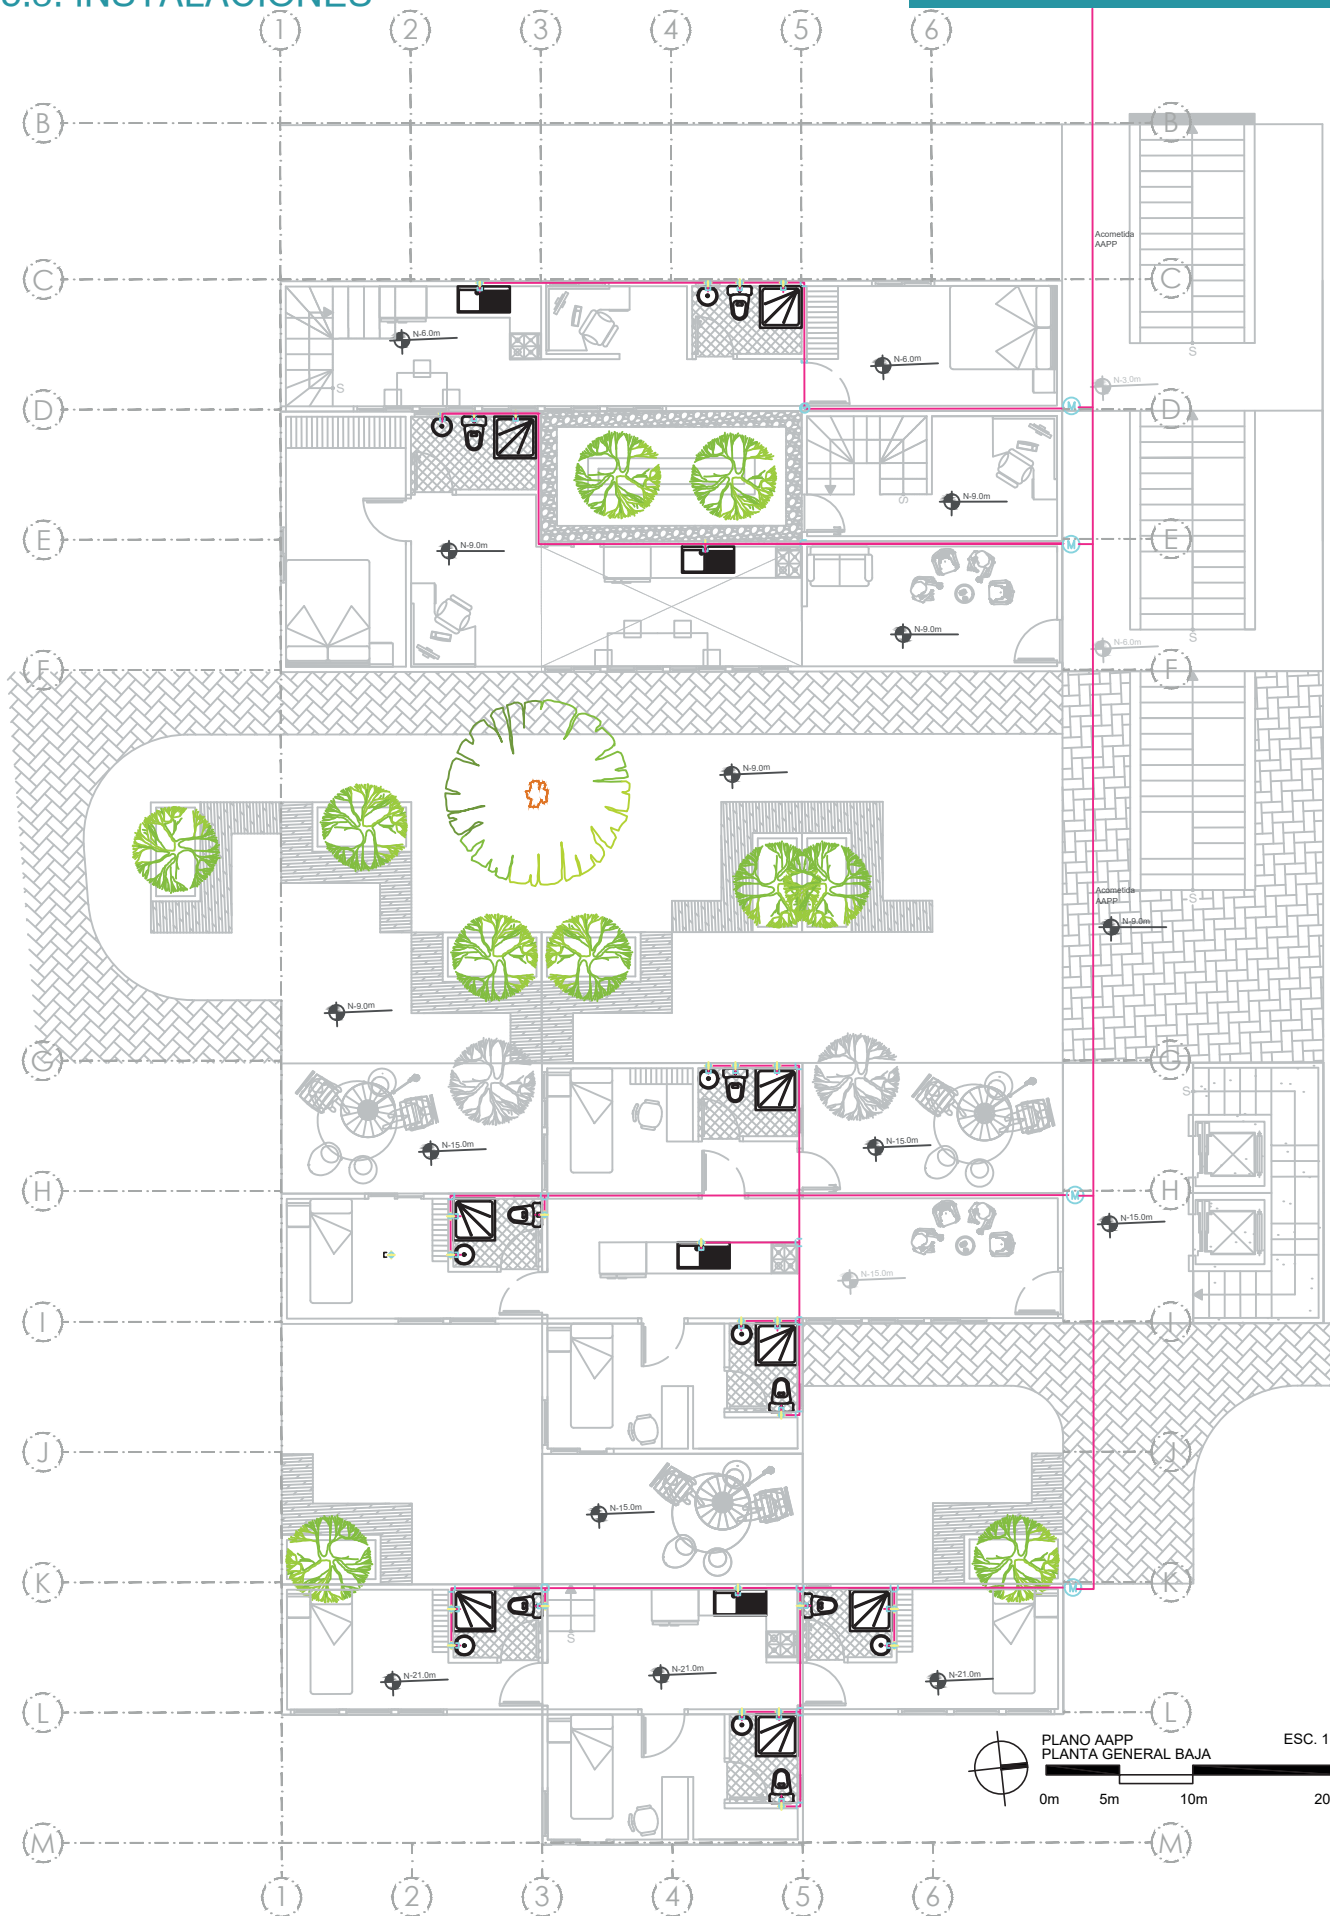 INSTALACIONES
1 2 3 4 5 6
B B
Acometida
AAPP
C C
N-6.0m
N-6.0m
S
S
N-3.0m
D M D
N-9.0m
S
E M E
N-9.0m
N-9.0m
S
N-6.0m
F F
N-9.0m
Acometida
AAPP
S
N-9.0m
N-9.0m
G G
S
N-15.0m
N-15.0m
H M H
N-15.0m
N-15.0m
I I
J J
N-15.0m
K M K
S
N-21.0m
N-21.0m
N-21.0m
L L
PLANO AAPP
ESC. 1
PLANTA GENERAL BAJA
0m 5m 10m 20
M M
1 2 3 4 5 6